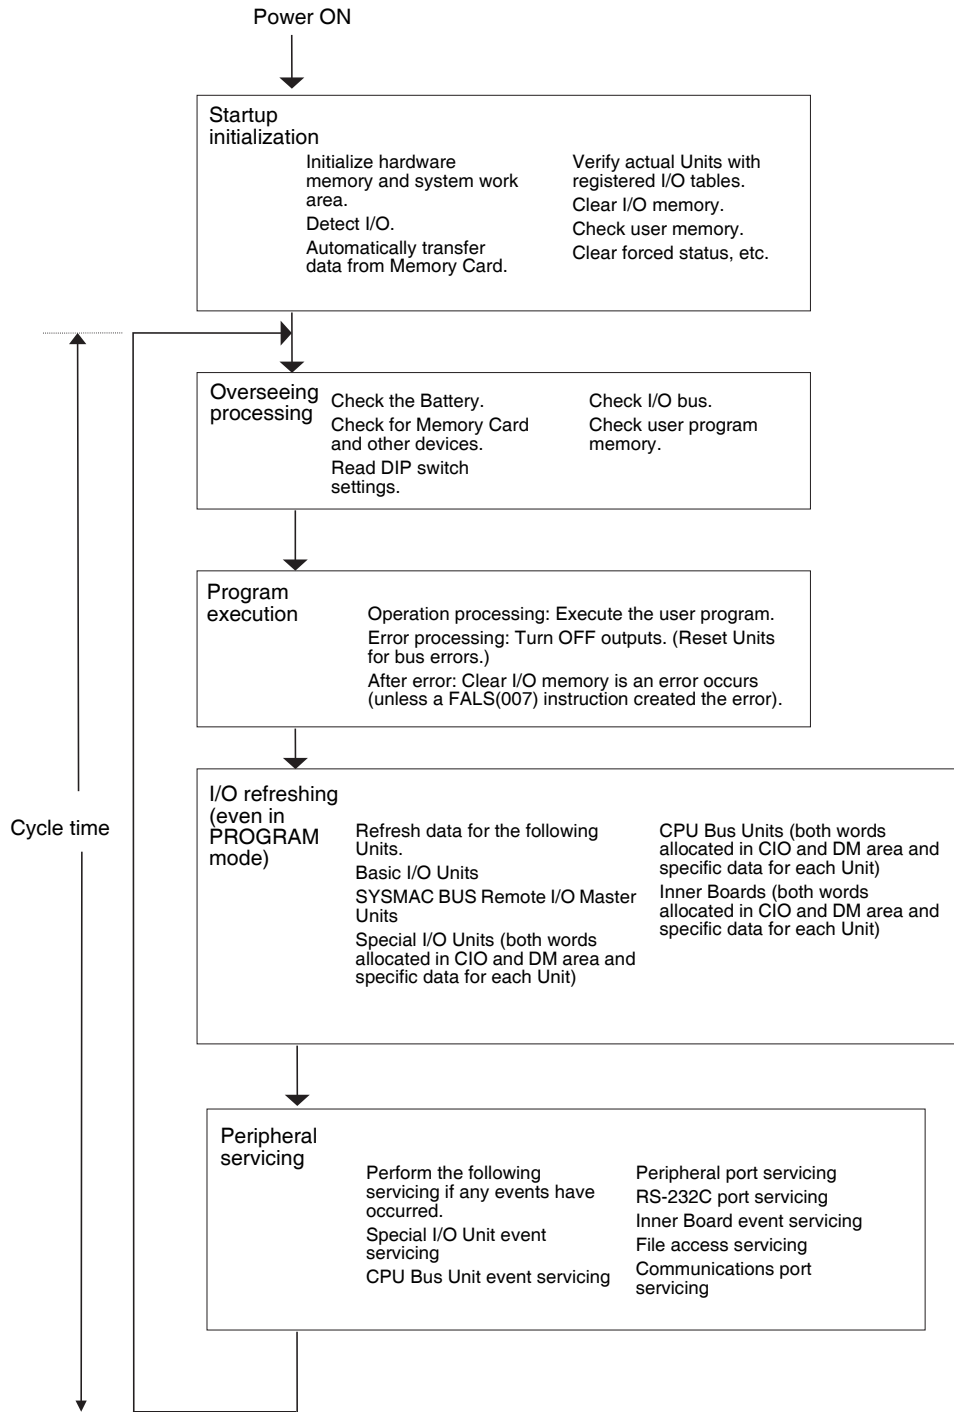 Power ON
Startup
initialization
Initialize hardware
memory and system work
area.
Detect I/O.
Automatically transfer
data from Memory Card.
Verify actual Units with
registered I/O tables.
Clear I/O memory.
Check user memory.
Clear forced status, etc.
Overseeing
processing
Check the Battery.
Check for Memory Card
and other devices.
Read DIP switch
settings.
Check I/O bus.
Check user program
memory.
Program
execution
Operation processing: Execute the user program.
Error processing: Turn OFF outputs. (Reset Units
for bus errors.)
After error: Clear I/O memory is an error occurs
(unless a FALS(007) instruction created the error).
Cycle time
I/O refreshing
(even in
PROGRAM
mode)
Refresh data for the following
Units.
Basic I/O Units
SYSMAC BUS Remote I/O Master
Units
Special I/O Units (both words
allocated in CIO and DM area and
specific data for each Unit)
CPU Bus Units (both words
allocated in CIO and DM area and
specific data for each Unit)
Inner Boards (both words
allocated in CIO and DM area and
specific data for each Unit)
Peripheral
servicing
Perform the following
servicing if any events have
occurred.
Special I/O Unit event
servicing
CPU Bus Unit event servicing
Peripheral port servicing
RS-232C port servicing
Inner Board event servicing
File access servicing
Communications port
servicing